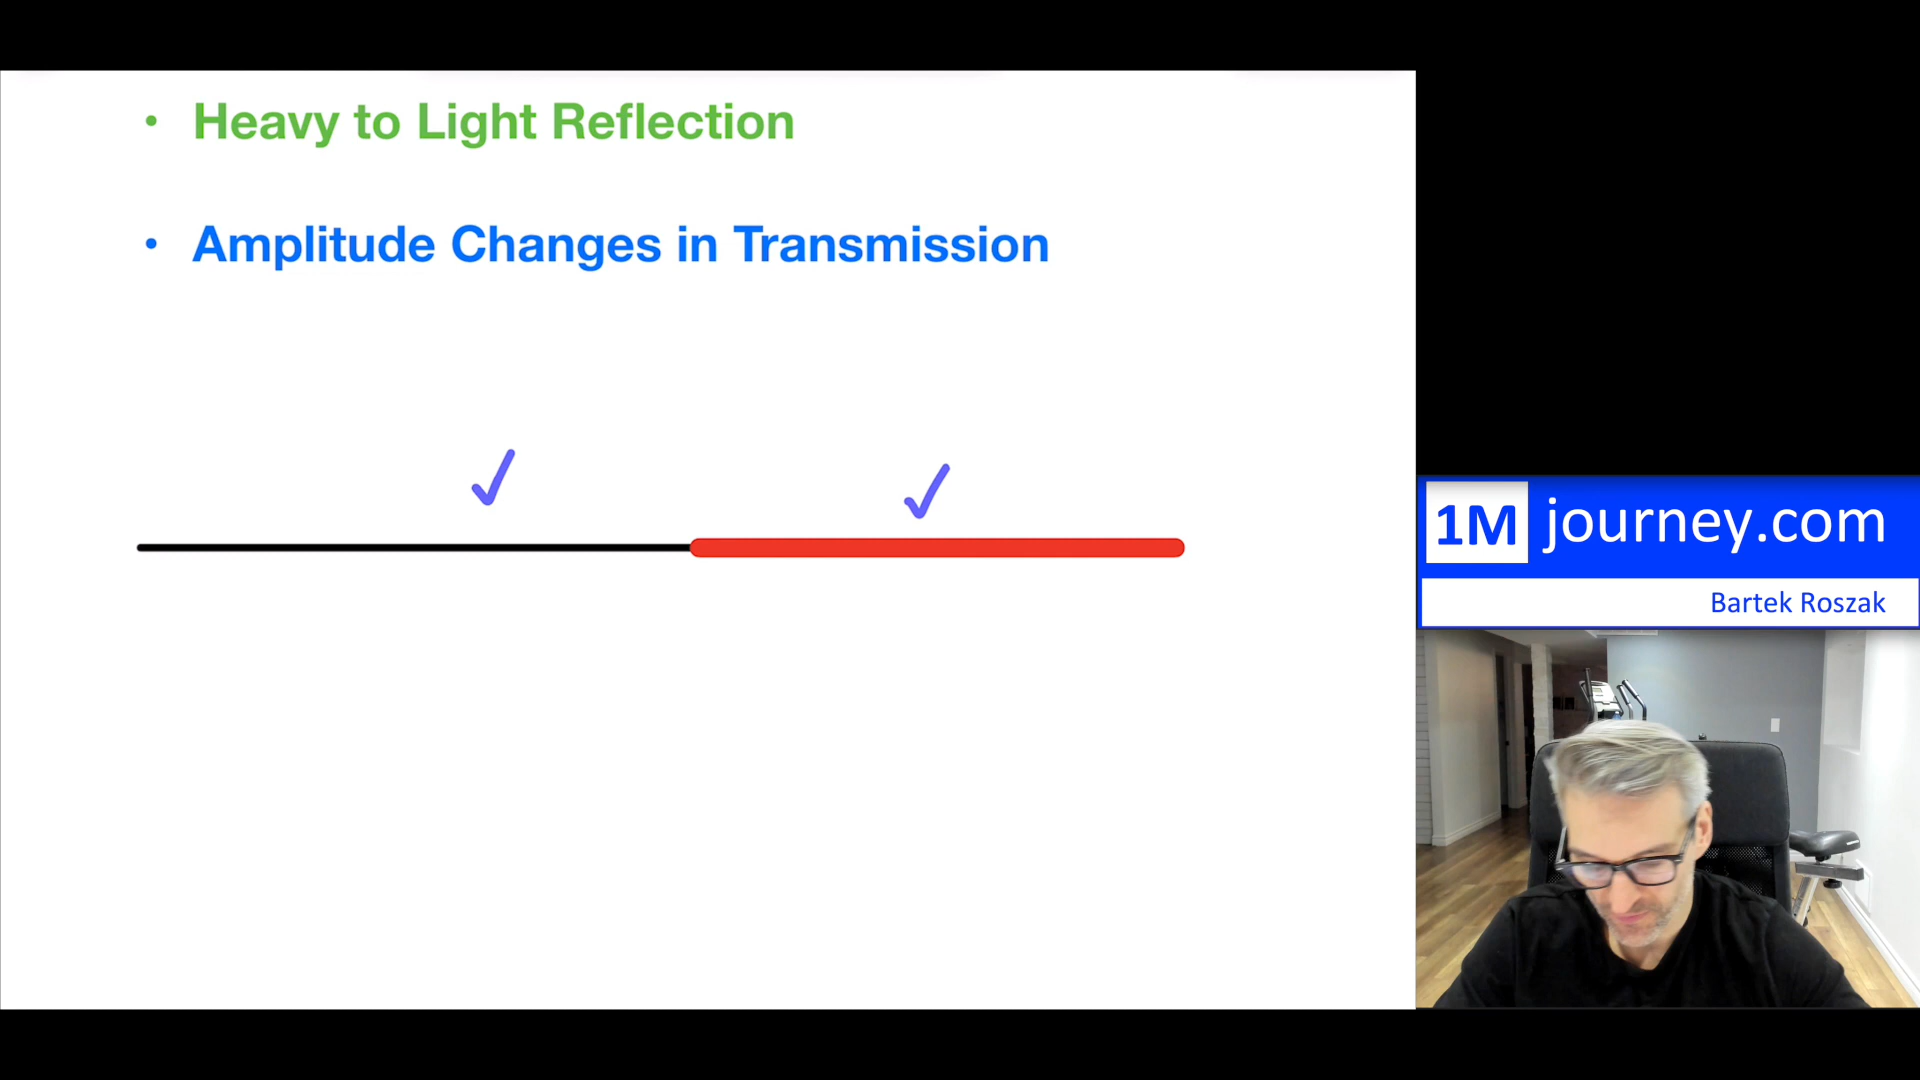 • Heavy to Light Reflection
• Amplitude Changes in Transmission
1M journey.com
Bartek Roszak